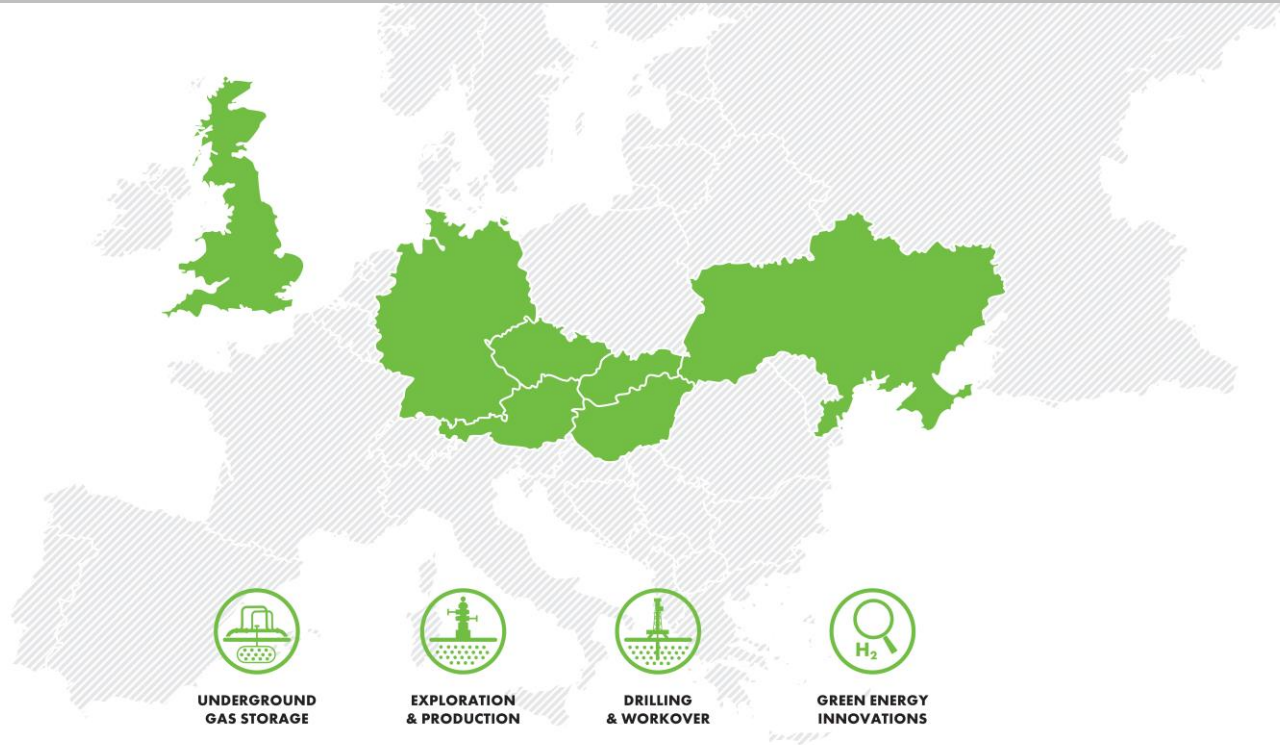 H₂
UNDERGROUND
GAS STORAGE
EXPLORATION
& PRODUCTION
DRILLING
& WORKOVER
GREEN ENERGY
INNOVATIONS